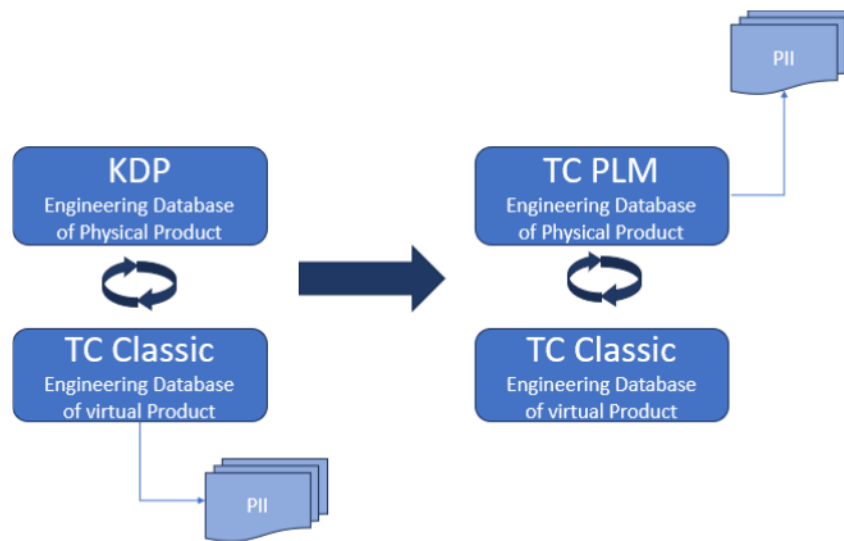 PII
KDP
Engineering Database
of Physical Product
TC PLM
Engineering Database
of Physical Product
TC Classic
Engineering Database
of virtual Product
TC Classic
Engineering Database
of virtual Product
PII